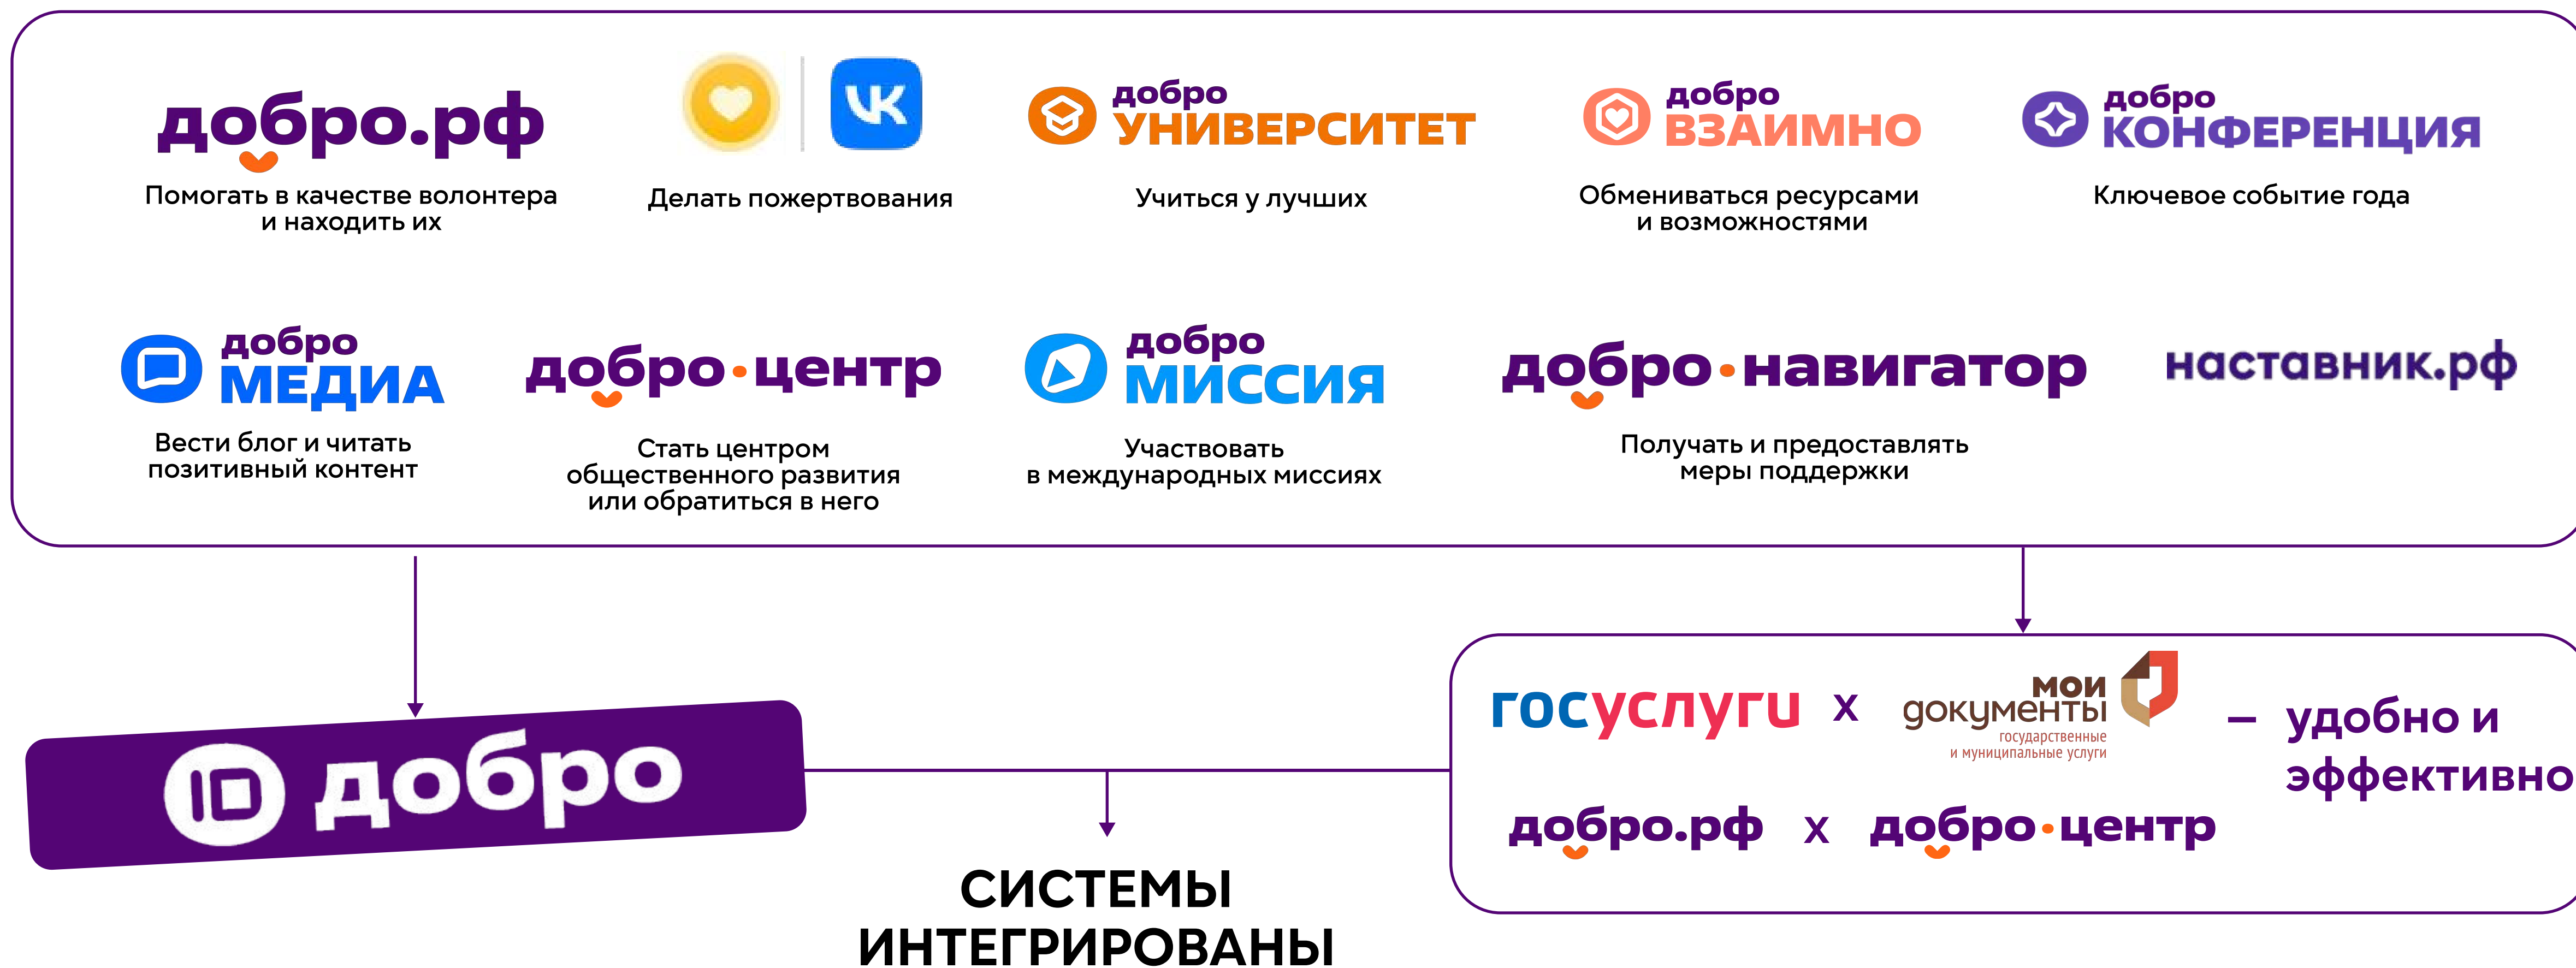 добро.рф
Помогать в качестве волонтера
и находить их
VK
Делать пожертвования
добро
УНИВЕРСИТЕТ
Учиться у лучших
добро
ВЗАИМНО
Обмениваться ресурсами
и возможностями
добро
КОНФЕРЕНЦИЯ
Ключевое событие года
добро
МЕДИА
Вести блог и читать
позитивный контент
добро•центр
Стать центром
общественного развития
или обратиться в него
добро
МИССИЯ
Участвовать
в международных миссиях
добро•навигатор
Получать и предоставлять
меры поддержки
наставник.рф
ID добро
СИСТЕМЫ
ИНТЕГРИРОВАНЫ
госуслуги х мои
документы
государственные
и муниципальные услуги
добро.рф х добро•центр
– удобно и
эффективно